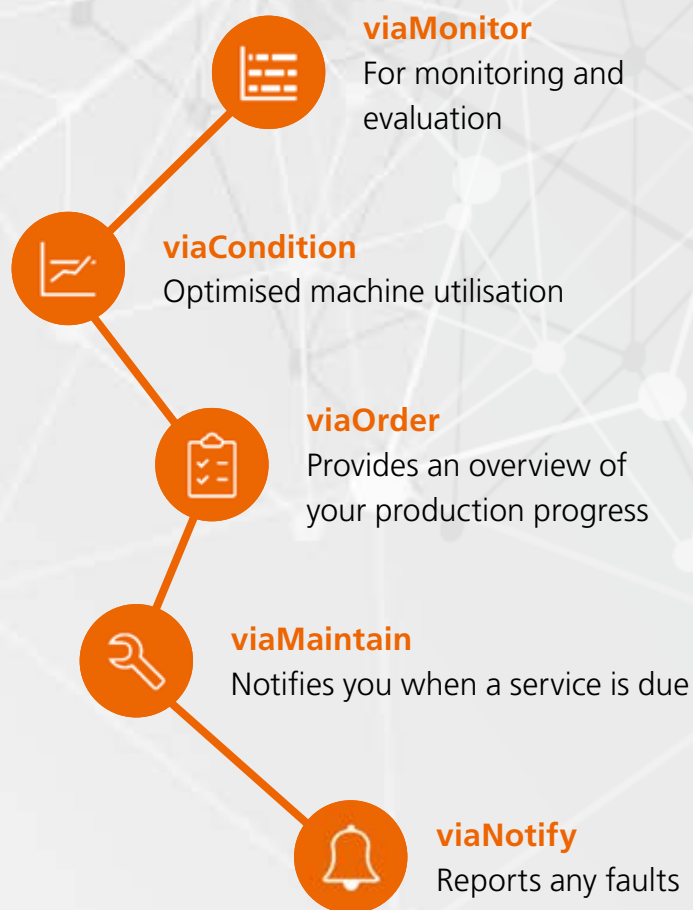 viaMonitor
For monitoring and
evaluation
viaCondition
Optimised machine utilisation
viaOrder
Provides an overview of
your production progress
viaMaintain
Notifies you when a service is due
viaNotify
Reports any faults